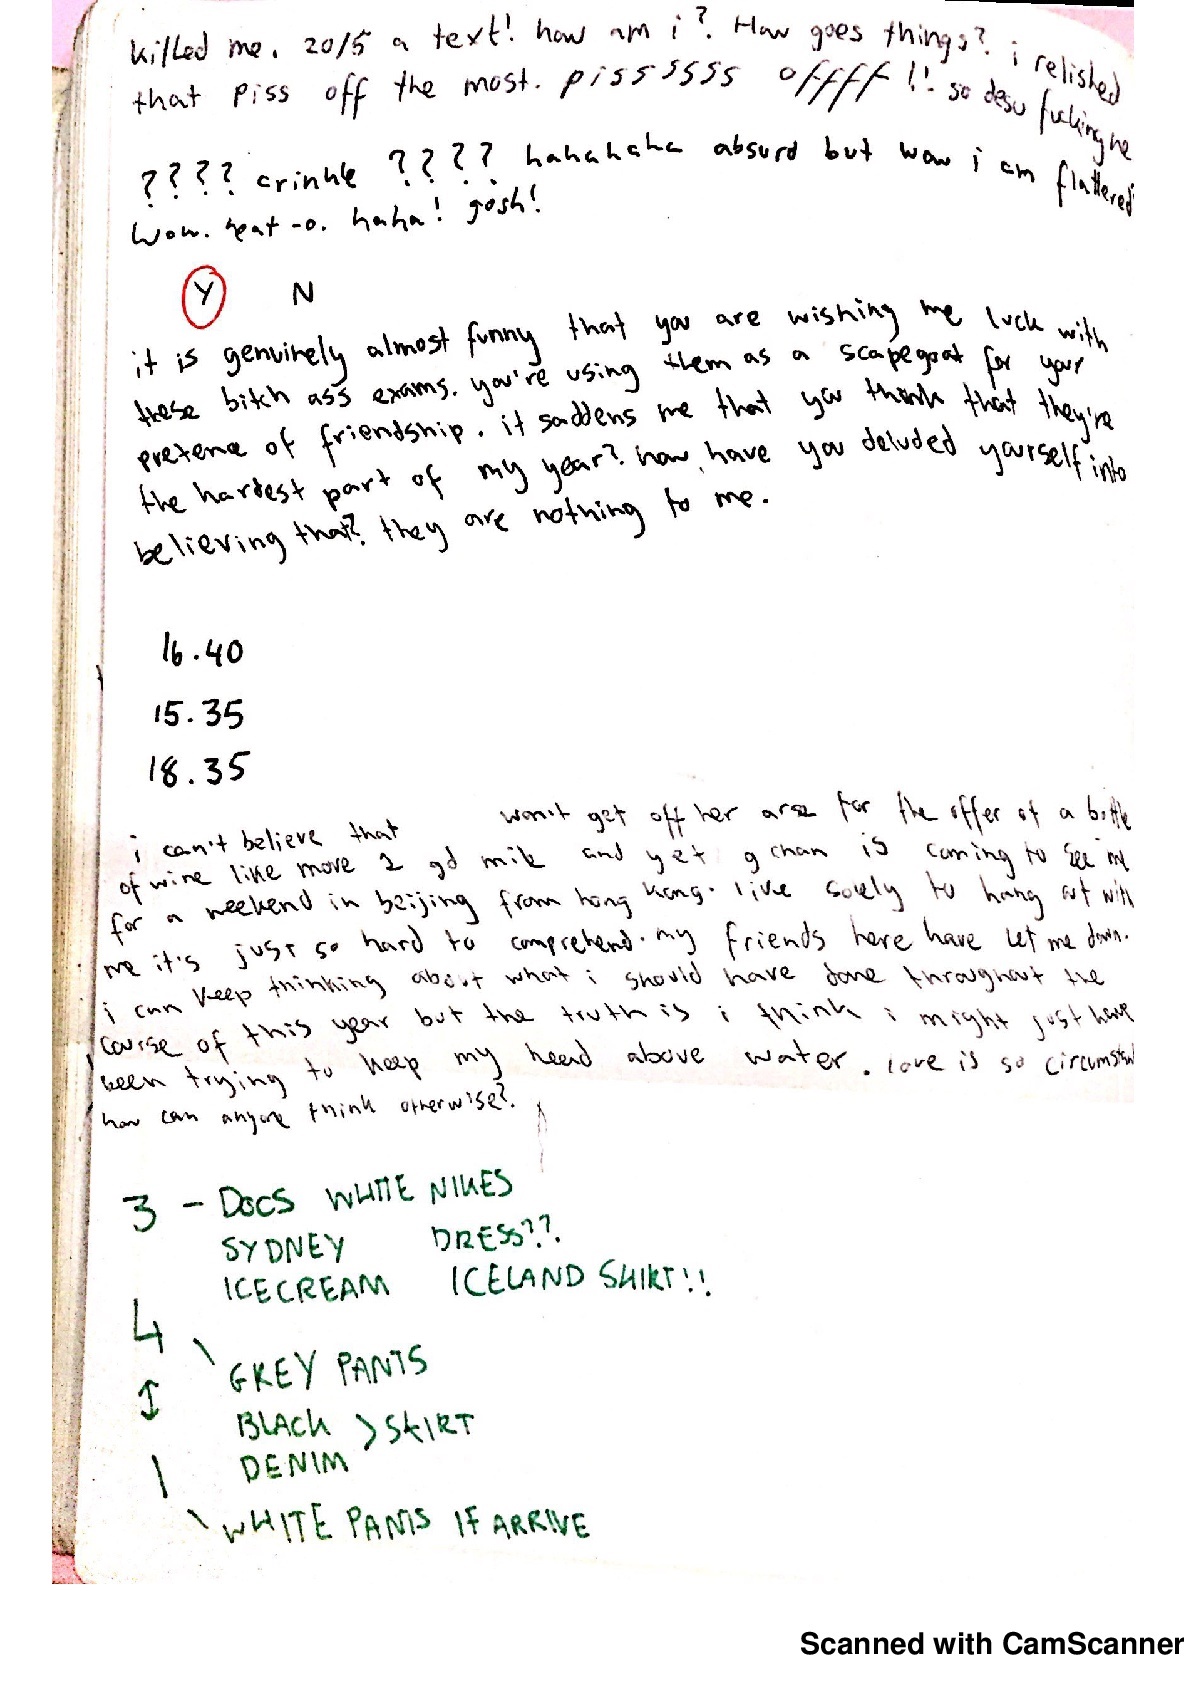 killed me. 20/5 a text! how am i? How goes things? i relished
that piss off the most. pissssss offfff!! so desu fucking me
???? crinkle ???? hahahaha absurd but wow i am flattered
wow. neat-o. haha! gosh!
Y N
it is genuinely almost funny that you are wishing me luck with
these bitch ass exams. you're using them as a scapegoat for your
pretence of friendship. it saddens me that you think that they're
the hardest part of my year? how have you deluded yourself into
believing that? they are nothing to me.
16.40
15.35
18.35
i can't believe that won't get off her arse for the offer of a bottle
of wine like move 2 gd mile and yet g chan is coming to see me
for a weekend in beijing from hong kong. like solely to hang out with
me it's just so hard to comprehend. my friends here have let me down.
i can keep thinking about what i should have done throughout the
course of this year but the truth is i think i might just have
been trying to keep my head above water. love is so
how can anyone think otherwise?
3 - DOCS WHITE NIKES
SYDNEY DRESS??
ICECREAM ICELAND SHIRT!!
4
\ GREY PANTS
↕ BLACK > SKIRT
1 DENIM
\ WHITE PANTS IF ARRIVE
Scanned with CamScanner